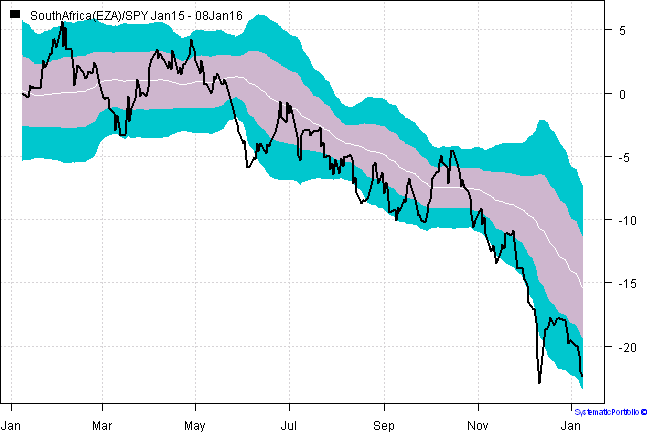 SouthAfrica(EZA)/SPY Jan15 - 08Jan16
5
0
-5
-10
-15
-20
SystematicPortfolio ©
Jan Mar May Jul Sep Nov Jan